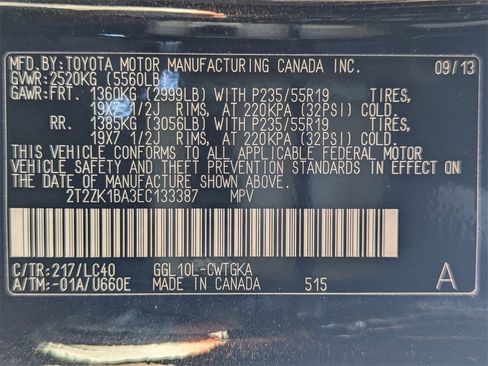 MFD.BY:TOYOTA MOTOR MANUFACTURING CANADA INC. 09/13
GVWR:2520KG (5560LB)
GAWR:FRT. 1360KG (2999LB) WITH P235/55R19 TIRES,
19X7 1/2J RIMS, AT 220KPA (32PSI) COLD.
RR. 1385KG (3056LB) WITH P235/55R19 TIRES,
19X7 1/2J RIMS, AT 220KPA (32PSI) COLD.
THIS VEHICLE CONFORMS TO ALL APPLICABLE FEDERAL MOTOR
VEHICLE SAFETY AND THEFT PREVENTION STANDARDS IN EFFECT ON
THE DATE OF MANUFACTURE SHOWN ABOVE.
2T2ZK1BA3EC133387 MPV
C/TR:217/LC40 GGL10L-CWTGKA
A/TM:-01A/U660E MADE IN CANADA 515 A